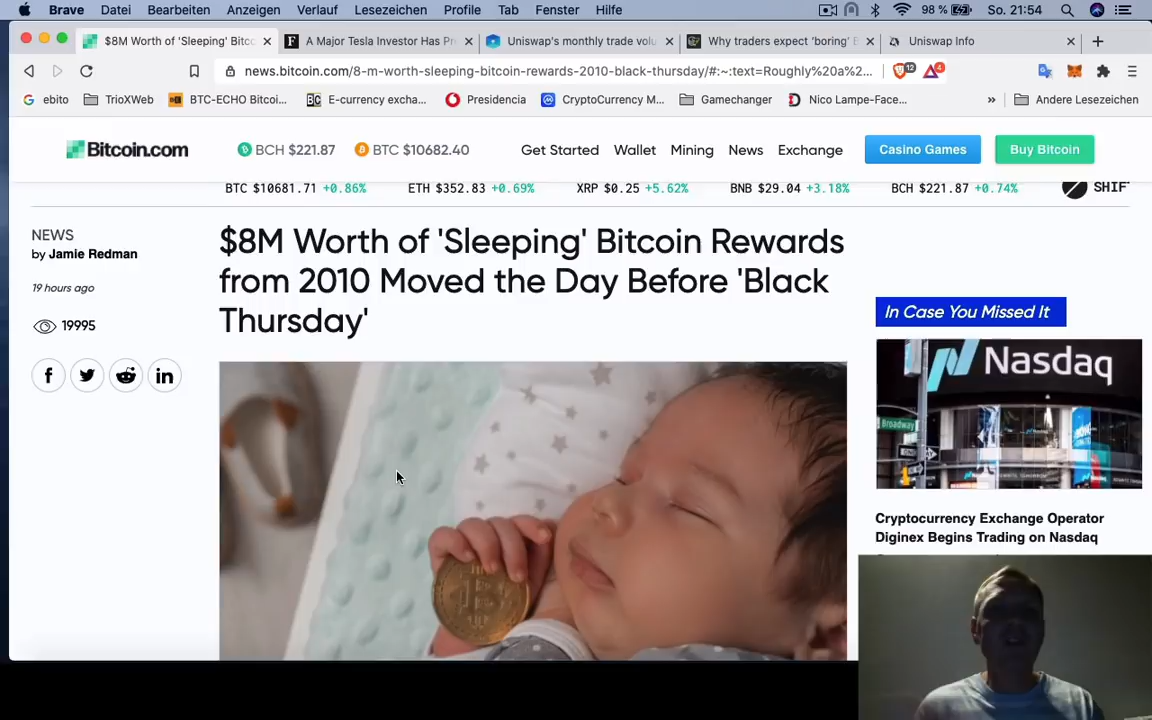 Brave Datei Bearbeiten Anzeigen Verlauf Lesezeichen Profile Tab Fenster Hilfe 98 % So. 21:54
$8M Worth of 'Sleeping' Bitc A Major Tesla Investor Has Pr Uniswap's monthly trade volu Why traders expect 'boring' E Uniswap Info
news.bitcoin.com/8-m-worth-sleeping-bitcoin-rewards-2010-black-thursday/#:~:text=Roughly%20a%2... 12 4
ebito TrioXWeb BTC-ECHO Bitcoi... E-currency excha... Presidencia CryptoCurrency M... Gamechanger Nico Lampe-Face... » Andere Lesezeichen
Bitcoin.com BCH $221.87 BTC $10682.40 Get Started Wallet Mining News Exchange Casino Games Buy Bitcoin
BTC $10681.71 +0.86% ETH $352.83 +0.69% XRP $0.25 +5.62% BNB $29.04 +3.18% BCH $221.87 +0.74% SHIF
NEWS
by Jamie Redman
19 hours ago
19995
$8M Worth of 'Sleeping' Bitcoin Rewards
from 2010 Moved the Day Before 'Black
Thursday'
In Case You Missed It
Nasdaq
Broadway
Cryptocurrency Exchange Operator
Diginex Begins Trading on Nasdaq